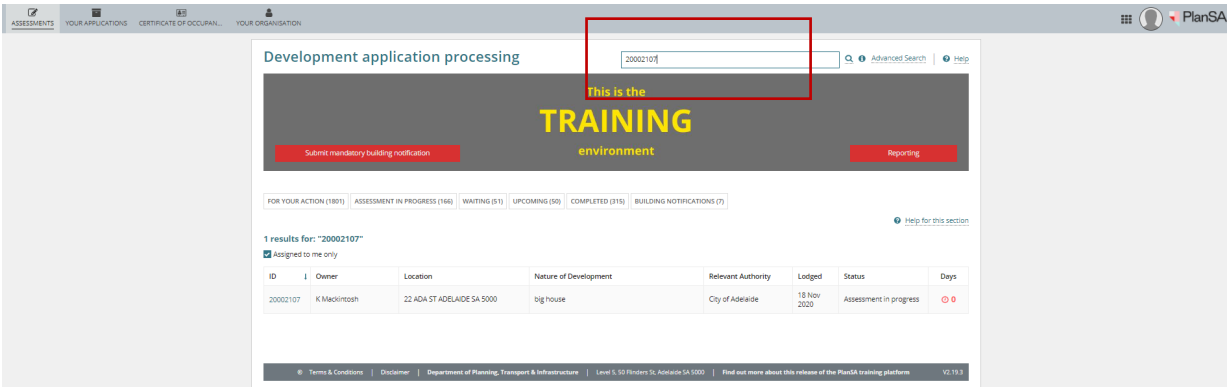 ASSESSMENTS YOUR APPLICATIONS CERTIFICATE OF OCCUPAN... YOUR ORGANISATION PlanSA
Development application processing 20002107 Advanced Search Help
This is the
TRAINING
environment
Submit mandatory building notification Reporting
FOR YOUR ACTION (1801) ASSESSMENT IN PROGRESS (166) WAITING (51) UPCOMING (50) COMPLETED (315) BUILDING NOTIFICATIONS (7)
Help for this section
1 results for: "20002107"
Assigned to me only
ID Owner Location Nature of Development Relevant Authority Lodged Status Days
20002107 K Mackintosh 22 ADA ST ADELAIDE SA 5000 big house City of Adelaide 18 Nov 2020 Assessment in progress 0
® Terms & Conditions | Disclaimer | Department of Planning, Transport & Infrastructure | Level 5, 50 Flinders St, Adelaide SA 5000 | Find out more about this release of the PlanSA training platform V2.19.3